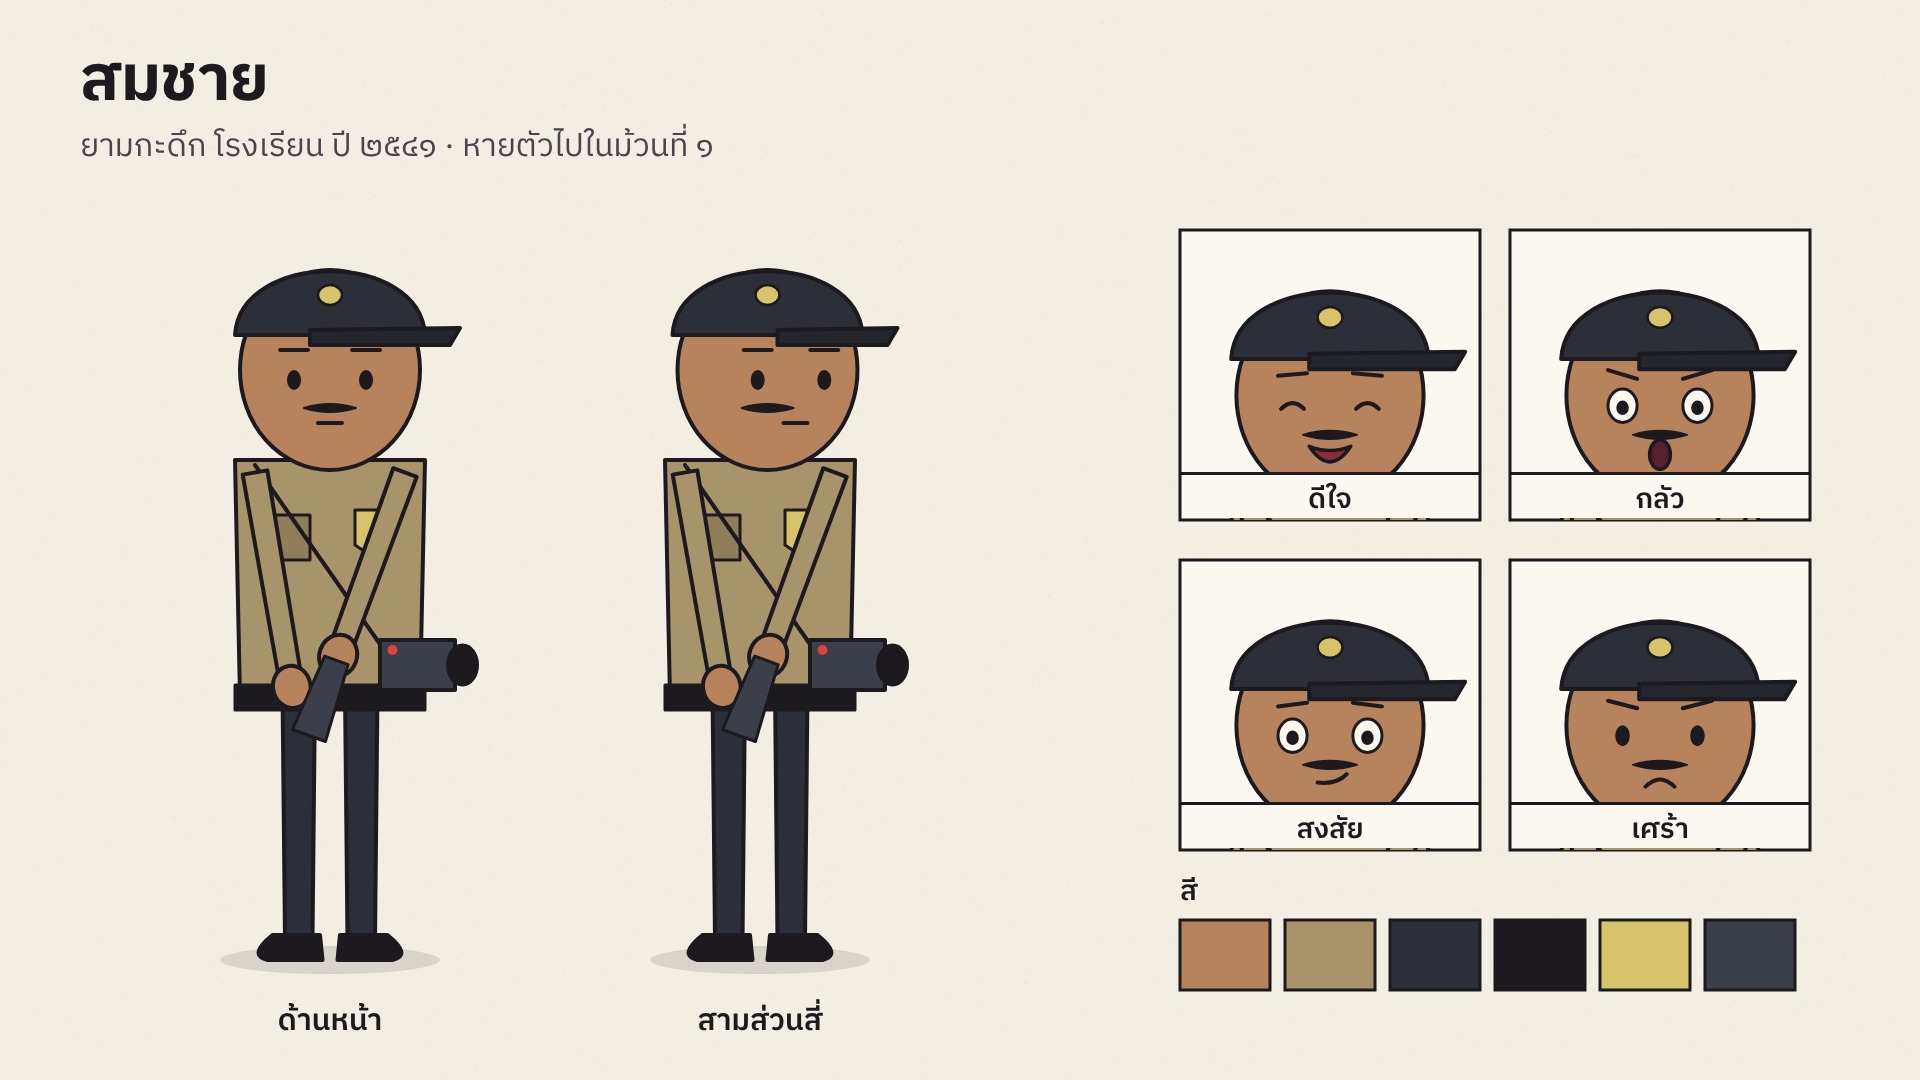 สมชาย
ยามกะดึก โรงเรียน ปี ๒๕๔๑ · หายตัวไปในม้วนที่ ๑
ดีใจ
กลัว
สงสัย
เศร้า
สี
ด้านหน้า
สามส่วนสี่